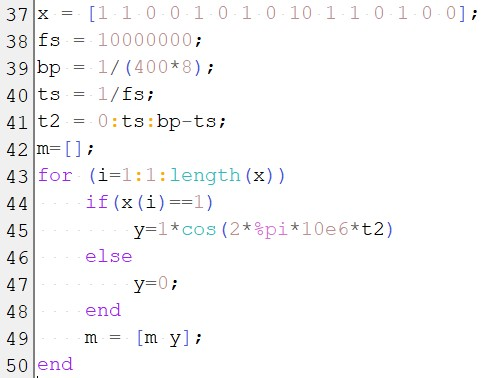 37 x = [1 1 0 0 1 0 1 0 10 1 1 0 1 0 0];
38 fs = 10000000;
39 bp = 1/(400*8);
40 ts = 1/fs;
41 t2 = 0:ts:bp-ts;
42 m=[];
43 for (i=1:1:length(x))
44     if(x(i)==1)
45         y=1*cos(2*%pi*10e6*t2)
46     else
47         y=0;
48     end
49     m = [m y];
50 end